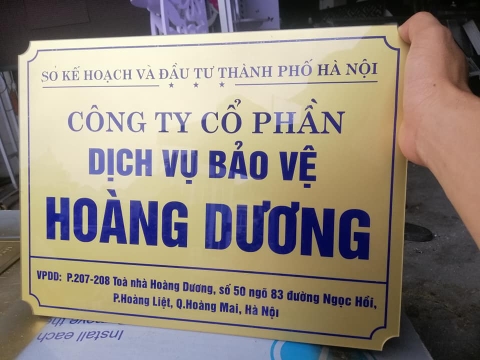 SỞ KẾ HOẠCH VÀ ĐẦU TƯ THÀNH PHỐ HÀ NỘI
CÔNG TY CỔ PHẦN
DỊCH VỤ BẢO VỆ
HOÀNG DƯƠNG
VPDD: P.207-208 Toà nhà Hoàng Dương, số 50 ngõ 83 đường Ngọc Hồi,
P.Hoàng Liệt, Q.Hoàng Mai, Hà Nội
Install each